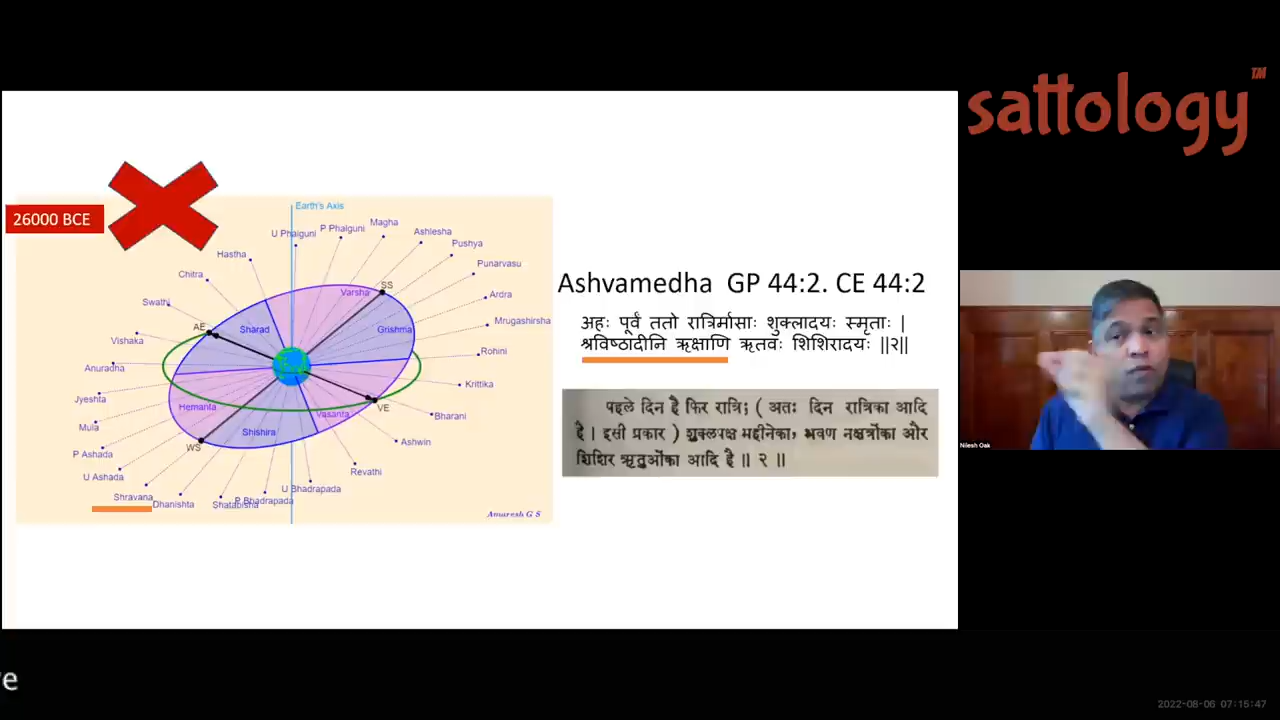 sattology™
26000 BCE
Earth's Axis
U Phalguni
P Phalguni
Magha
Ashlesha
Pushya
Punarvasu
Ardra
Mrugashirsha
Rohini
Krittika
Bharani
Ashwin
Revathi
U Bhadrapada
P Bhadrapada
Shatabisha
Dhanishta
Shravana
U Ashada
P Ashada
Mula
Jyeshta
Anuradha
Vishaka
Swathi
Chitra
Hastha
SS
AE
VE
WS
Varsha
Sharad
Grishma
Hemanta
Vasanta
Shishira
Amaresh G S
Ashvamedha GP 44:2. CE 44:2
अहः पूर्वं ततो रात्रिर्मासाः शुक्लादयः स्मृताः |
श्रविष्ठादीनि ऋक्षाणि ऋतवः शिशिरादयः ||२||
पहले दिन है फिर रात्रि; ( अतः दिन रात्रिका आदि
है । इसी प्रकार ) शुक्लपक्ष महीनेका, श्रवण नक्षत्रोंका और
शिशिर ऋतुओंका आदि है ॥ २ ॥
Nilesh Oak
e
2022-08-06 07:15:47